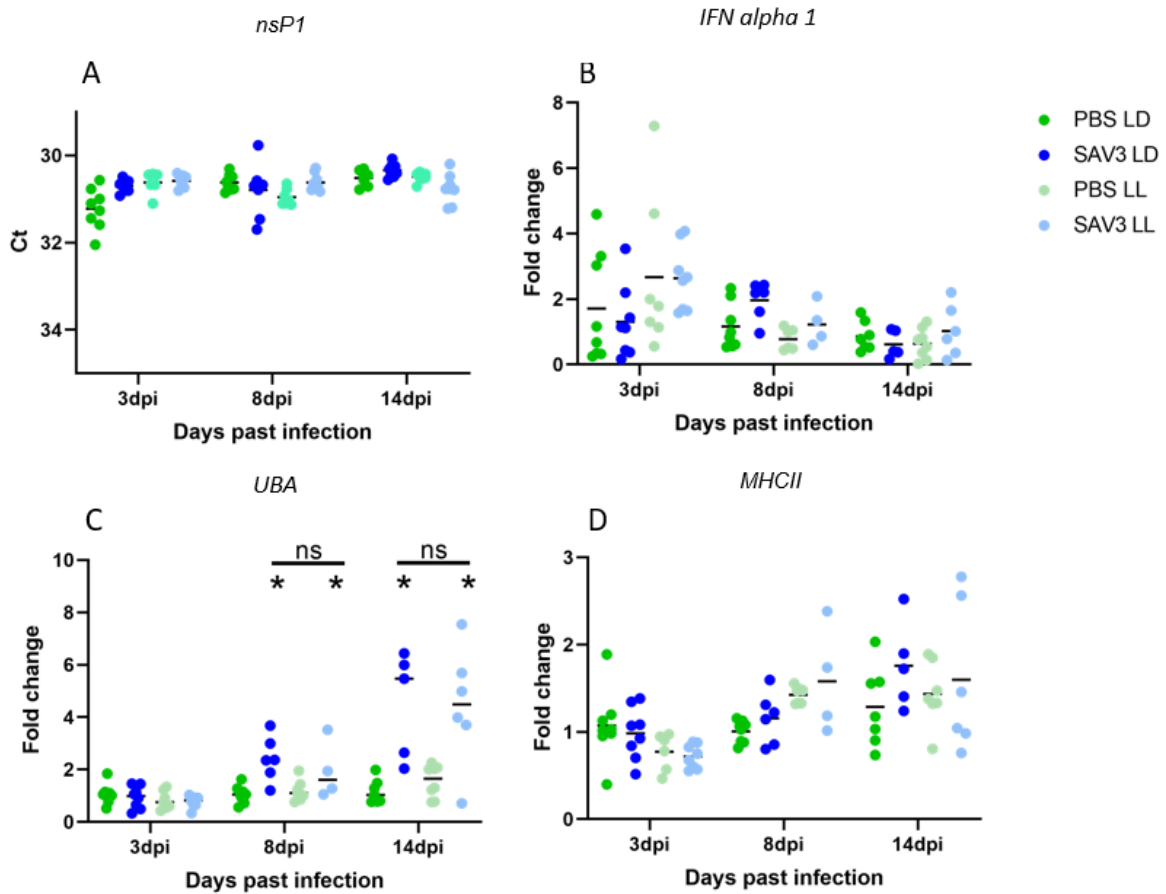 nsP1
A
30
32
34
Ct
3dpi 8dpi 14dpi
Days past infection
IFN alpha 1
B
8
6
4
2
0
Fold change
3dpi 8dpi 14dpi
Days past infection
PBS LD
SAV3 LD
PBS LL
SAV3 LL
UBA
C
10
8
6
4
2
0
Fold change
ns ns
* * * *
3dpi 8dpi 14dpi
Days past infection
MHCII
D
3
2
1
0
Fold change
3dpi 8dpi 14dpi
Days past infection